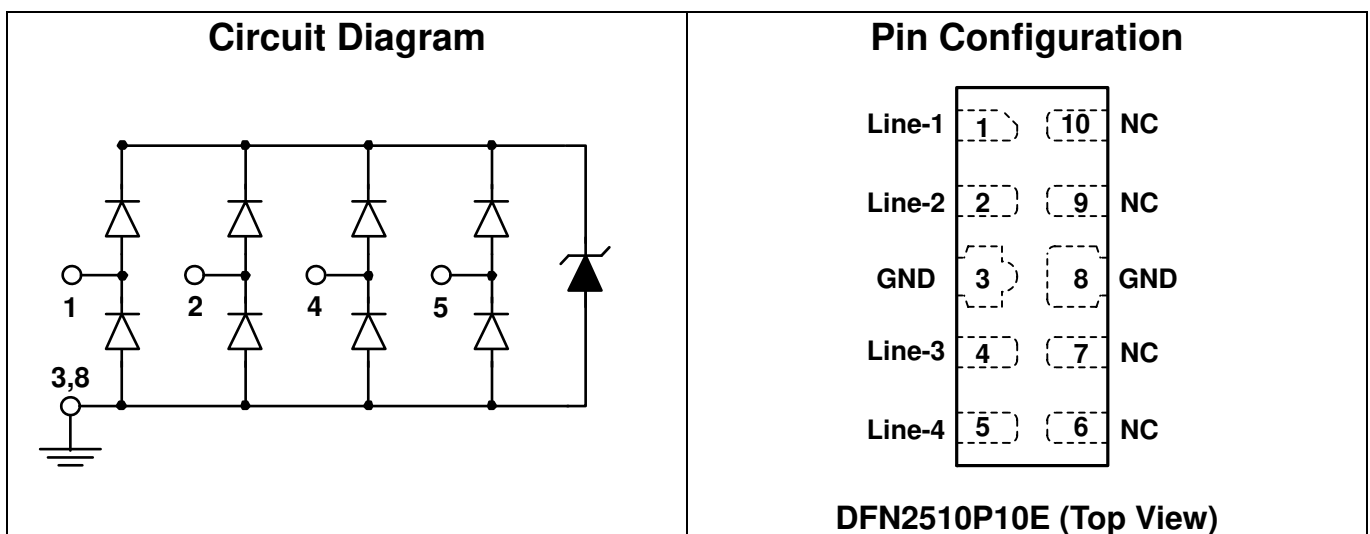 Circuit Diagram
1
2
4
5
3,8
Pin Configuration
Line-1 1 10 NC
Line-2 2 9 NC
GND 3 8 GND
Line-3 4 7 NC
Line-4 5 6 NC
DFN2510P10E (Top View)